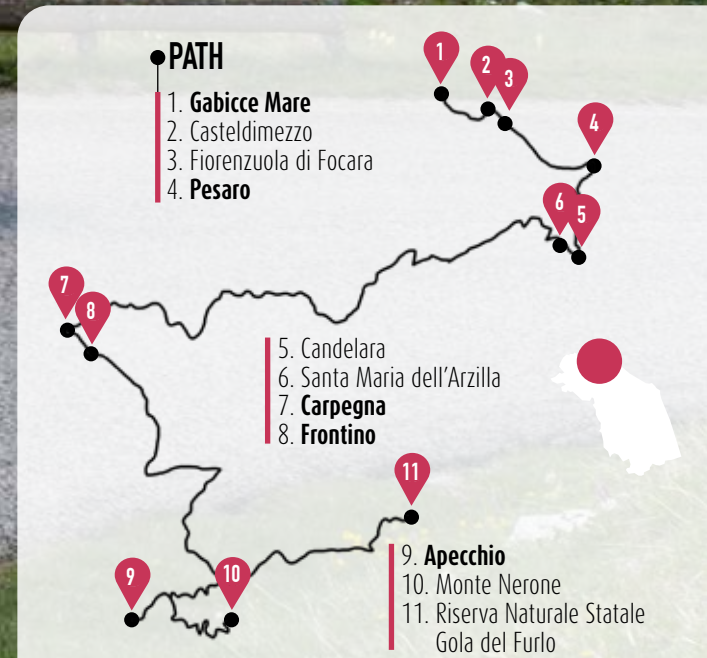 PATH
1. Gabicce Mare
2. Casteldimezzo
3. Fiorenzuola di Focara
4. Pesaro
1
2
3
4
6
5
7
8
5. Candelara
6. Santa Maria dell'Arzilla
7. Carpegna
8. Frontino
11
9
10
9. Apecchio
10. Monte Nerone
11. Riserva Naturale Statale
Gola del Furlo